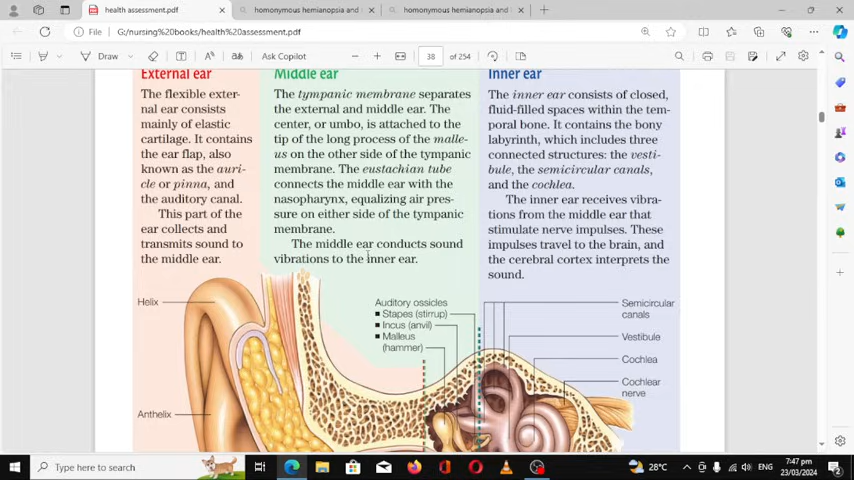 health assessment.pdf
homonymous hemianopsia and
homonymous hemianopsia and
File
G:/nursing%20books/health%20assessment.pdf
Draw
Ask Copilot
38
of 254
External ear
The flexible exter-
nal ear consists
mainly of elastic
cartilage. It contains
the ear flap, also
known as the auri-
cle or pinna, and
the auditory canal.
This part of the
ear collects and
transmits sound to
the middle ear.
Middle ear
The tympanic membrane separates
the external and middle ear. The
center, or umbo, is attached to the
tip of the long process of the malle-
us on the other side of the tympanic
membrane. The eustachian tube
connects the middle ear with the
nasopharynx, equalizing air pres-
sure on either side of the tympanic
membrane.
The middle ear conducts sound
vibrations to the inner ear.
Inner ear
The inner ear consists of closed,
fluid-filled spaces within the tem-
poral bone. It contains the bony
labyrinth, which includes three
connected structures: the vesti-
bule, the semicircular canals,
and the cochlea.
The inner ear receives vibra-
tions from the middle ear that
stimulate nerve impulses. These
impulses travel to the brain, and
the cerebral cortex interprets the
sound.
Helix
Anthelix
Auditory ossicles
■ Stapes (stirrup)
■ Incus (anvil)
■ Malleus
(hammer)
Semicircular
canals
Vestibule
Cochlea
Cochlear
nerve
Type here to search
28°C
ENG
7:47 pm
23/03/2024